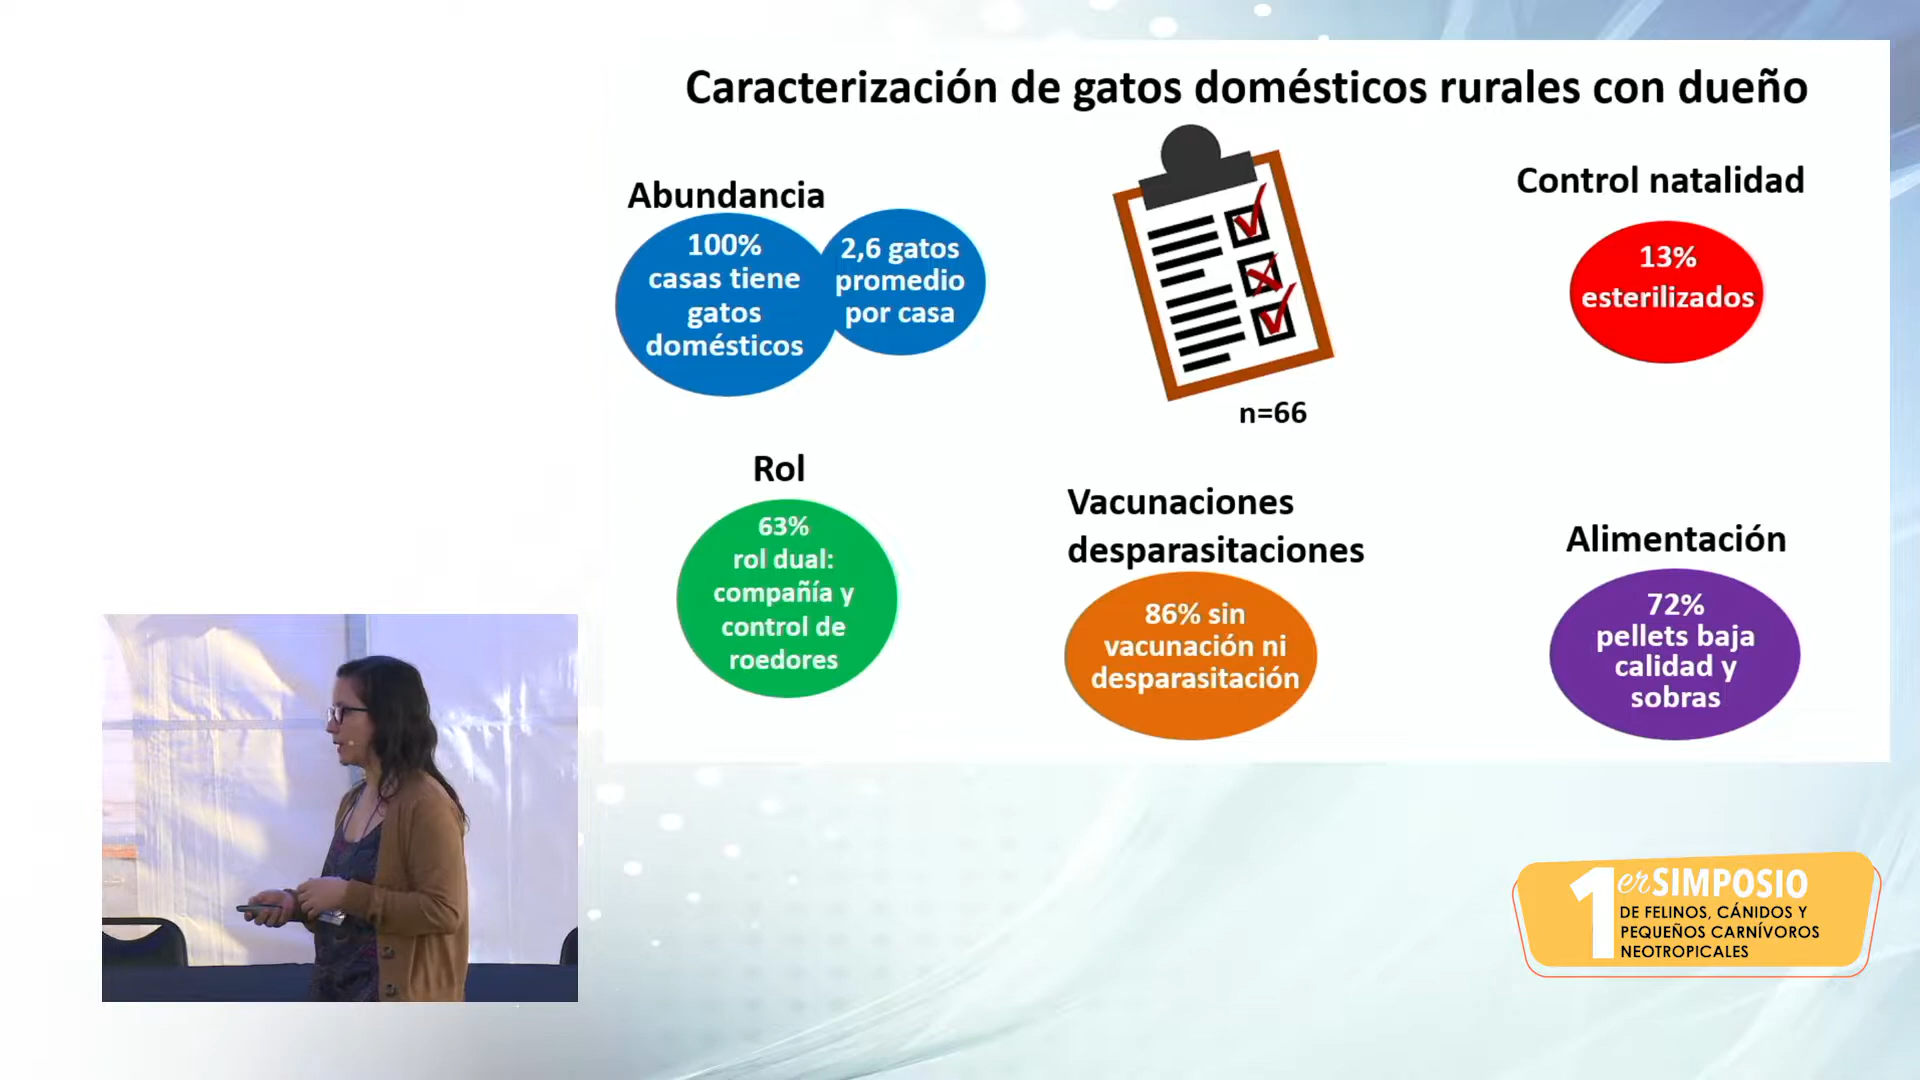 Caracterización de gatos domésticos rurales con dueño
Abundancia
100%
casas tiene
gatos
domésticos
2,6 gatos
promedio
por casa
n=66
Control natalidad
13%
esterilizados
Rol
63%
rol dual:
compañía y
control de
roedores
Vacunaciones
desparasitaciones
86% sin
vacunación ni
desparasitación
Alimentación
72%
pellets baja
calidad y
sobras
1er SIMPOSIO
DE FELINOS, CÁNIDOS Y
PEQUEÑOS CARNÍVOROS
NEOTROPICALES